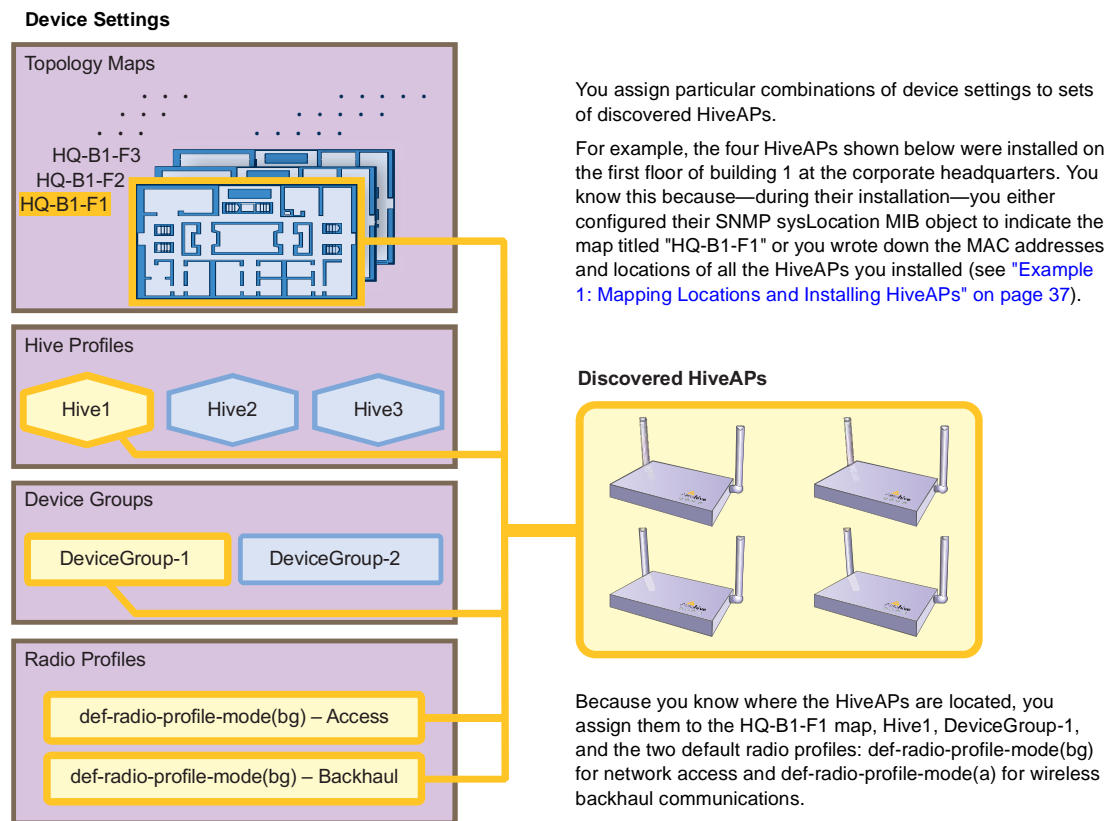 Device Settings
Topology Maps
HQ-B1-F3
HQ-B1-F2
HQ-B1-F1
Hive Profiles
Hive1
Hive2
Hive3
Device Groups
DeviceGroup-1
DeviceGroup-2
Radio Profiles
def-radio-profile-mode(bg) – Access
def-radio-profile-mode(bg) – Backhaul
You assign particular combinations of device settings to sets
of discovered HiveAPs.
For example, the four HiveAPs shown below were installed on
the first floor of building 1 at the corporate headquarters. You
know this because—during their installation—you either
configured their SNMP sysLocation MIB object to indicate the
map titled "HQ-B1-F1" or you wrote down the MAC addresses
and locations of all the HiveAPs you installed (see "Example
1: Mapping Locations and Installing HiveAPs" on page 37).
Discovered HiveAPs
Because you know where the HiveAPs are located, you
assign them to the HQ-B1-F1 map, Hive1, DeviceGroup-1,
and the two default radio profiles: def-radio-profile-mode(bg)
for network access and def-radio-profile-mode(a) for wireless
backhaul communications.